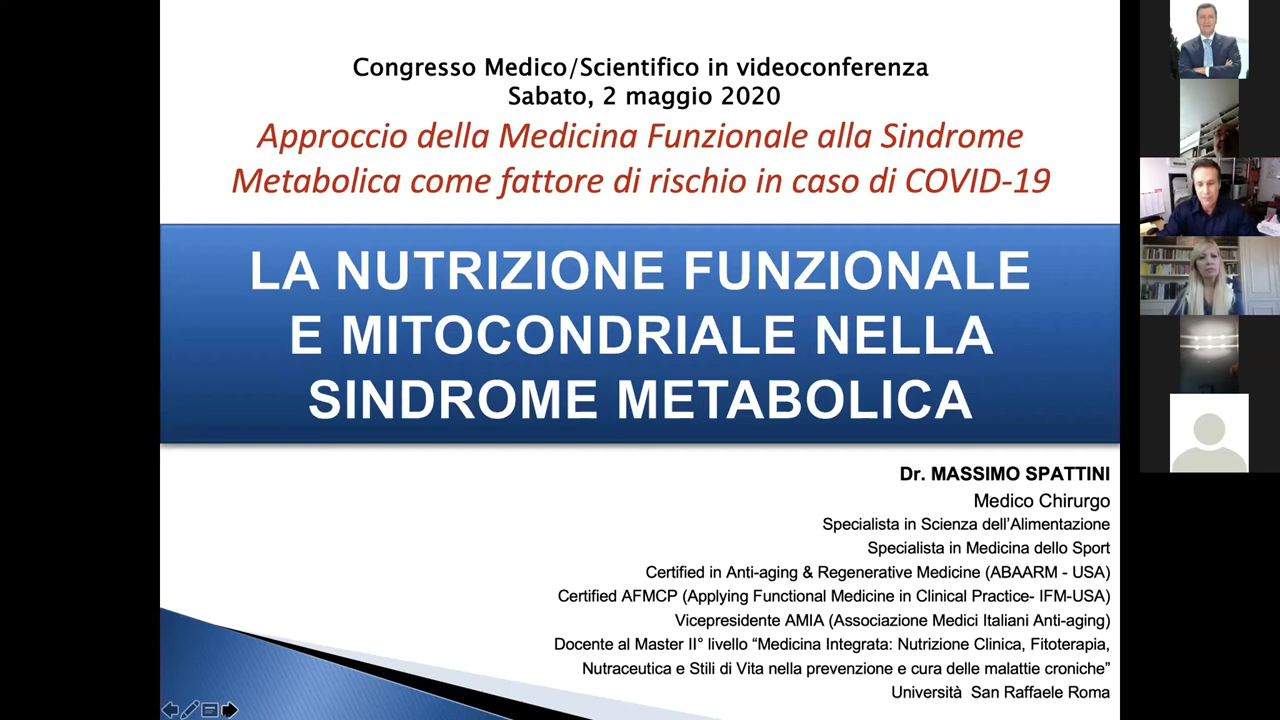 Congresso Medico/Scientifico in videoconferenza
Sabato, 2 maggio 2020
Approccio della Medicina Funzionale alla Sindrome
Metabolica come fattore di rischio in caso di COVID-19
LA NUTRIZIONE FUNZIONALE
E MITOCONDRIALE NELLA
SINDROME METABOLICA
Dr. MASSIMO SPATTINI
Medico Chirurgo
Specialista in Scienza dell'Alimentazione
Specialista in Medicina dello Sport
Certified in Anti-aging & Regenerative Medicine (ABAARM - USA)
Certified AFMCP (Applying Functional Medicine in Clinical Practice- IFM-USA)
Vicepresidente AMIA (Associazione Medici Italiani Anti-aging)
Docente al Master II° livello “Medicina Integrata: Nutrizione Clinica, Fitoterapia,
Nutraceutica e Stili di Vita nella prevenzione e cura delle malattie croniche”
Università San Raffaele Roma